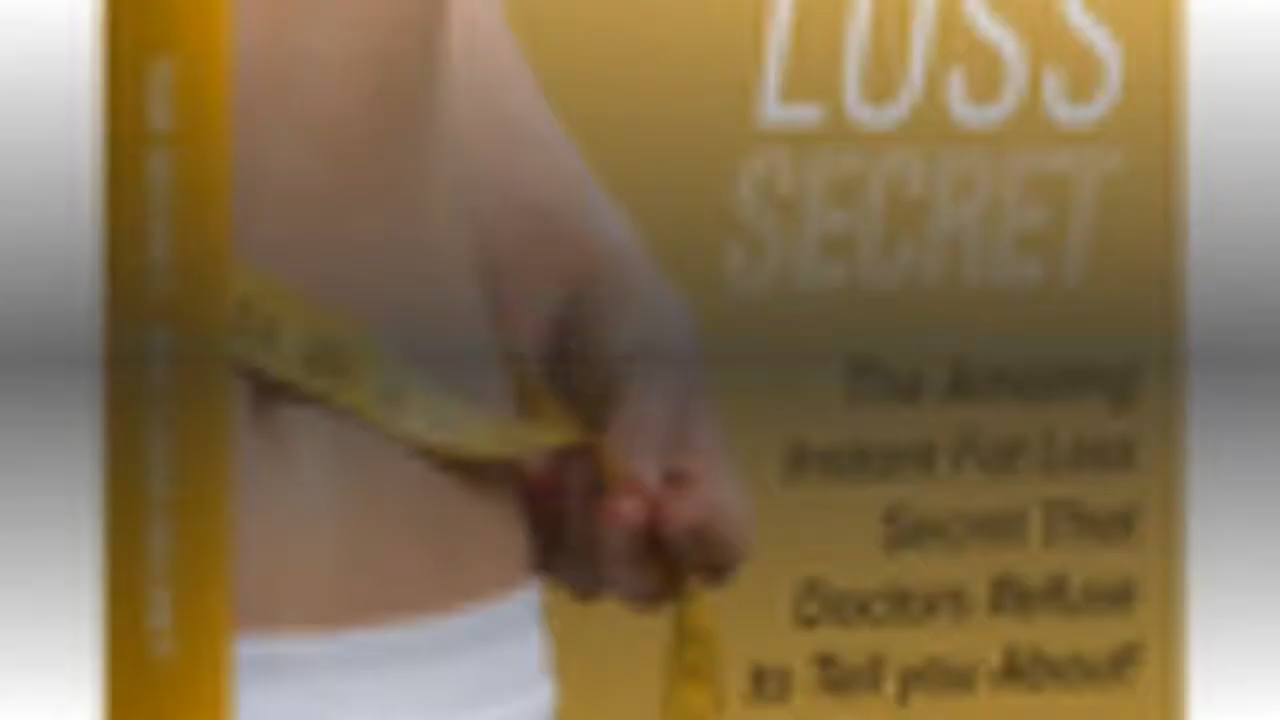 LOSS
SECRET
The Amazing
Instant Fat Loss
Secret That
Doctors Refuse
to Tell you About!